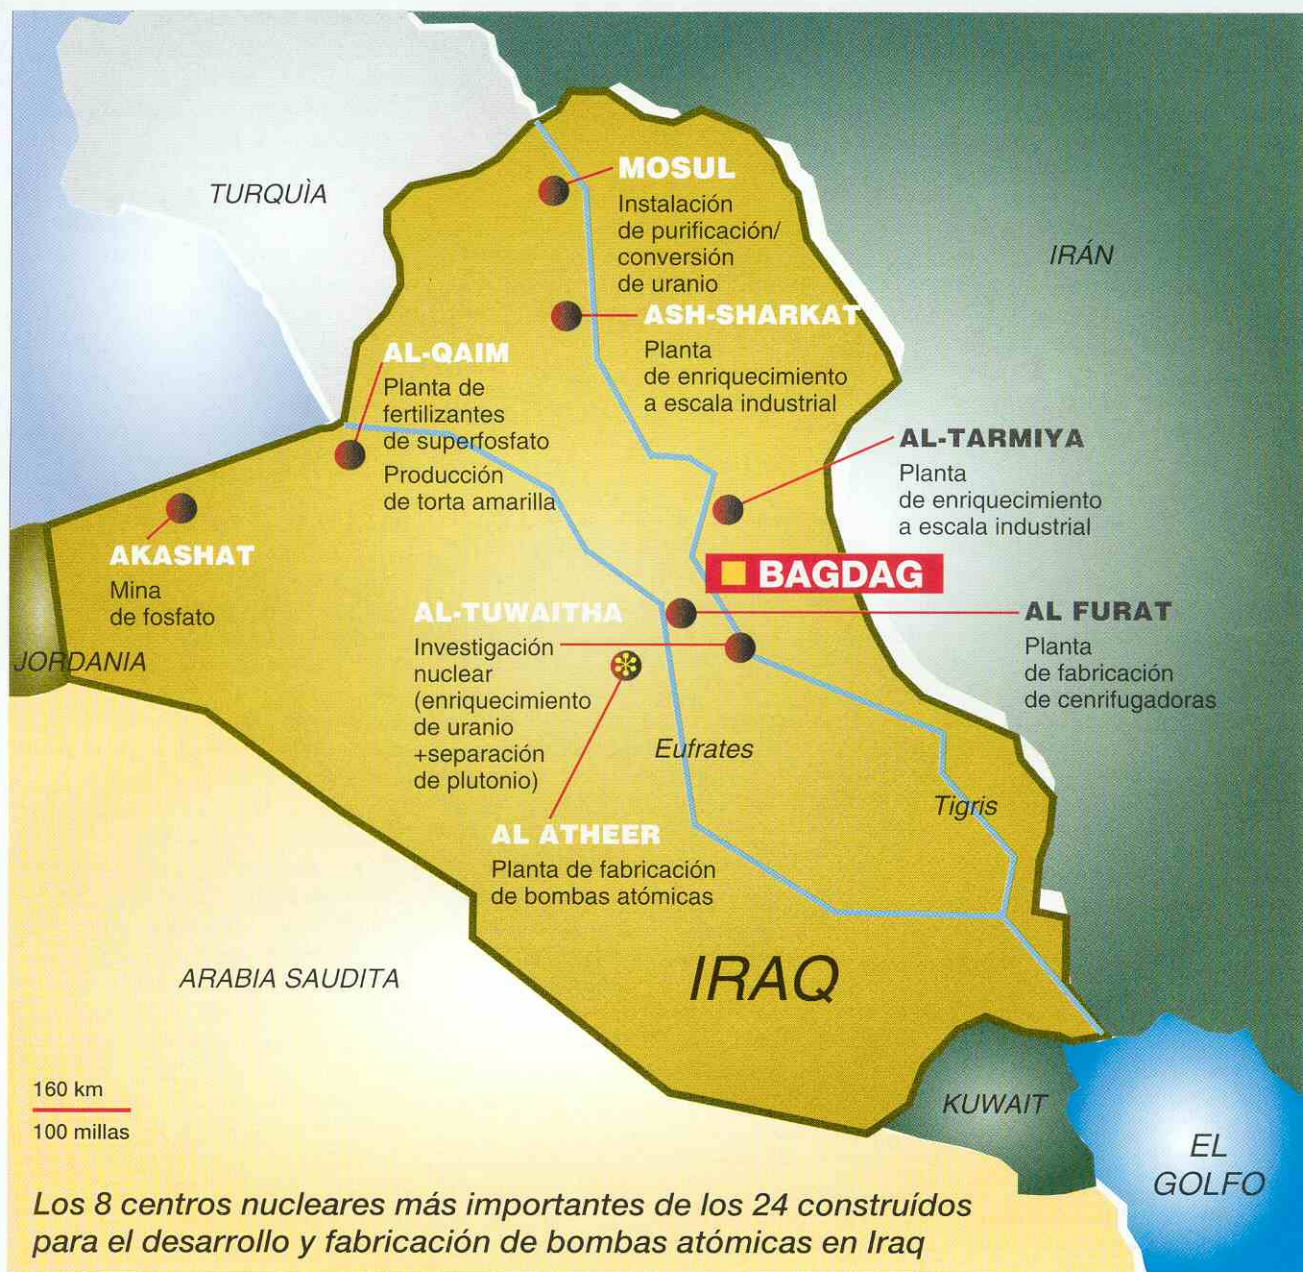 TURQUÌA
MOSUL
Instalación
de purificación/
conversión
de uranio
IRÁN
ASH-SHARKAT
Planta
de enriquecimiento
a escala industrial
AL-QAIM
Planta de
fertilizantes
de superfosfato
Producción
de torta amarilla
AL-TARMIYA
Planta
de enriquecimiento
a escala industrial
AKASHAT
Mina
de fosfato
BAGDAG
JORDANIA
AL-TUWAITHA
Investigación
nuclear
(enriquecimiento
de uranio
+separación
de plutonio)
AL FURAT
Planta
de fabricación
de cenrifugadoras
Eufrates
Tigris
AL ATHEER
Planta de fabricación
de bombas atómicas
IRAQ
ARABIA SAUDITA
160 km
100 millas
KUWAIT
EL
GOLFO
Los 8 centros nucleares más importantes de los 24 construídos
para el desarrollo y fabricación de bombas atómicas en Iraq